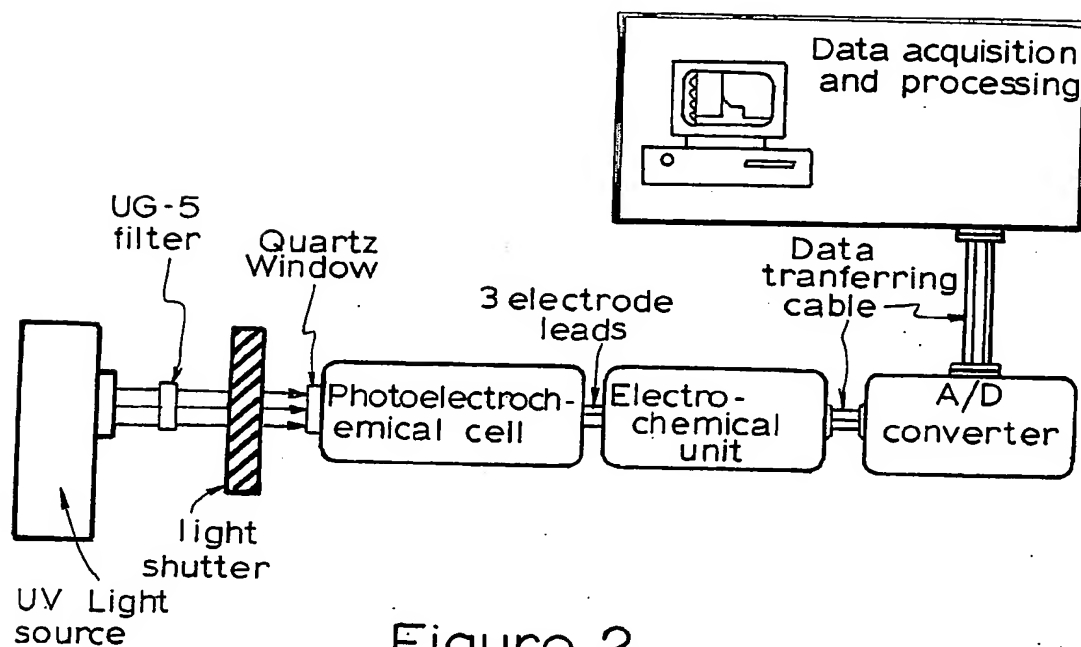 Data acquisition
and processing
UG-5
filter
Quartz
Window
Data
tranferring
cable
3 electrode
leads
Photoelectroch-
emical cell
Electro-
chemical
unit
A/D
converter
light
shutter
UV Light
source
Figure 2